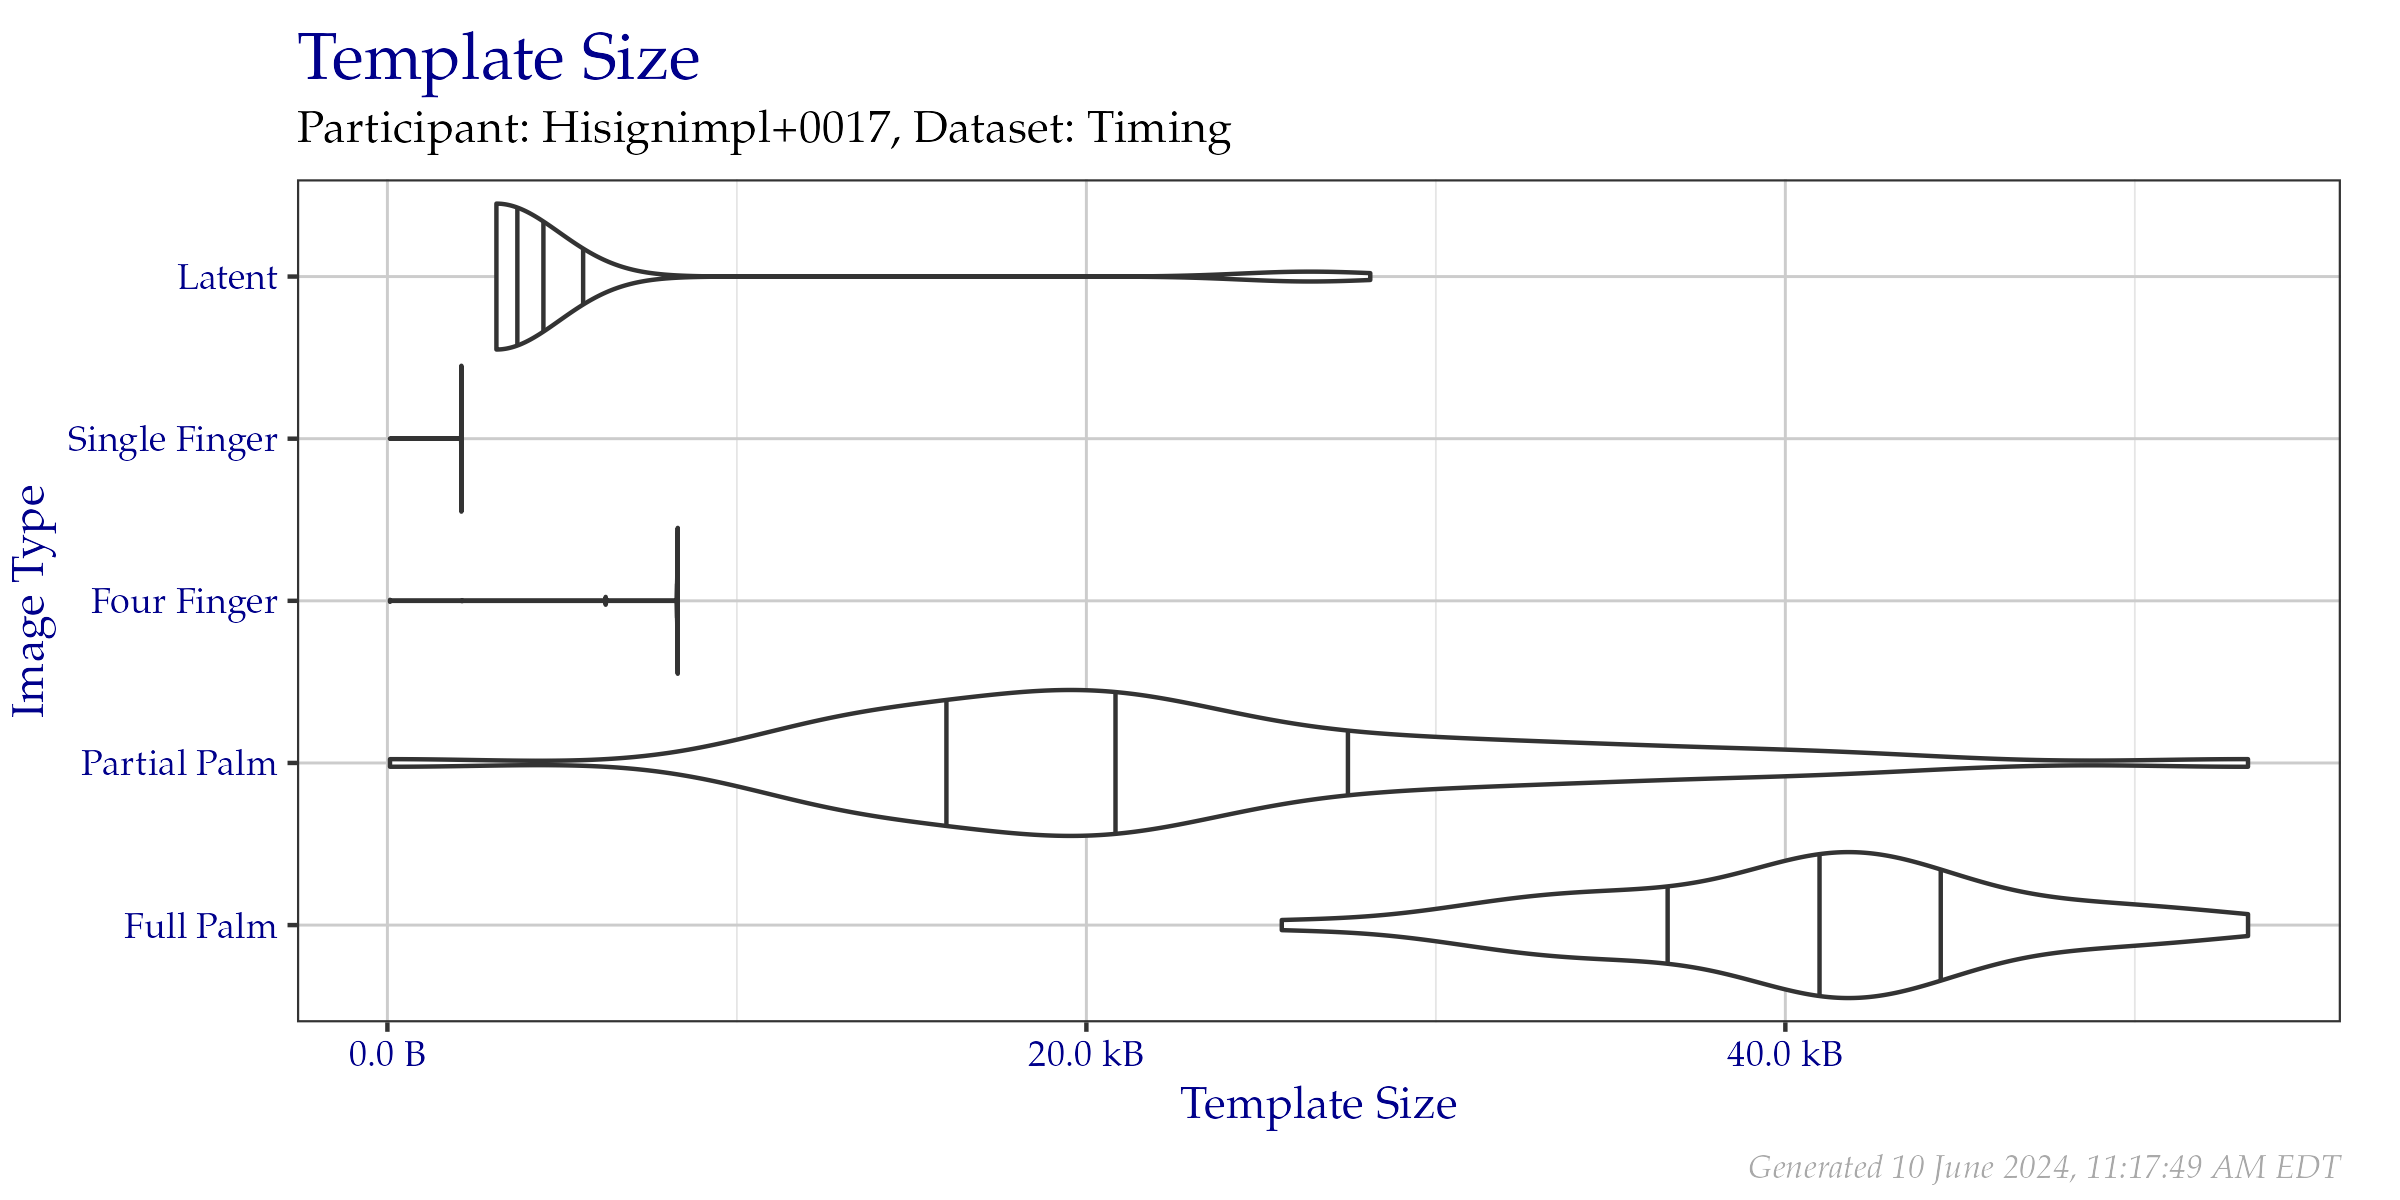 Template Size
Participant: Hisignimpl+0017, Dataset: Timing
Image Type
Latent
Single Finger
Four Finger
Partial Palm
Full Palm
0.0 B 20.0 kB 40.0 kB
Template Size
Generated 10 June 2024, 11:17:49 AM EDT